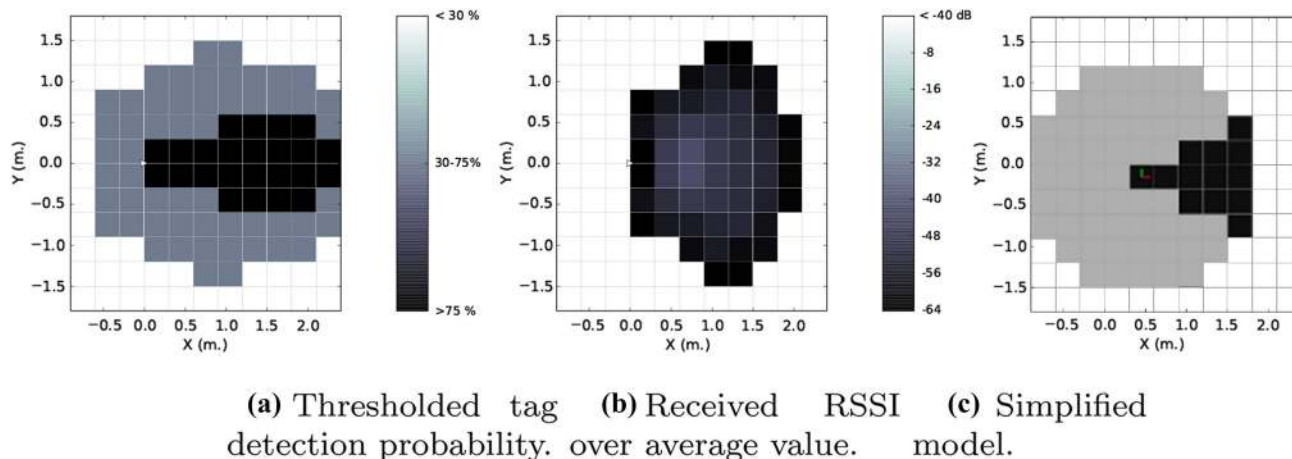 < 30 %
30-75 %
>75 %
1.5
1.0
0.5
0.0
−0.5
−1.0
−1.5
Y (m.)
−0.5 0.0 0.5 1.0 1.5 2.0
X (m.)
< -40 dB
-8
-16
-24
-32
-40
-48
-56
-64
1.5
1.0
0.5
0.0
−0.5
−1.0
−1.5
Y (m.)
−0.5 0.0 0.5 1.0 1.5 2.0
X (m.)
1.5
1.0
0.5
0.0
−0.5
−1.0
−1.5
Y (m.)
−0.5 0.0 0.5 1.0 1.5 2.0
X (m.)
(a) Thresholded tag
detection probability.
(b) Received RSSI
over average value.
(c) Simplified
model.